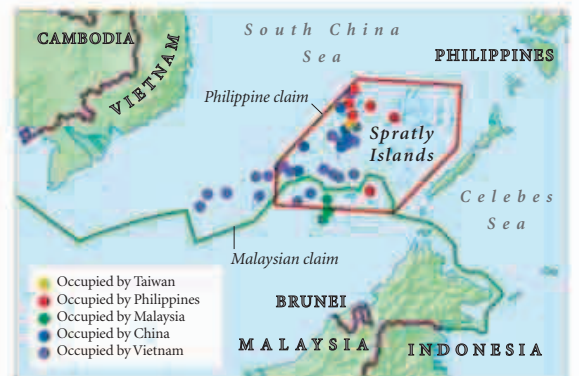 South China
Sea
CAMBODIA
VIETNAM
PHILIPPINES
Philippine claim
Spratly
Islands
Celebes
Sea
Malaysian claim
Occupied by Taiwan
Occupied by Philippines
Occupied by Malaysia
Occupied by China
Occupied by Vietnam
BRUNEI
MALAYSIA
INDONESIA